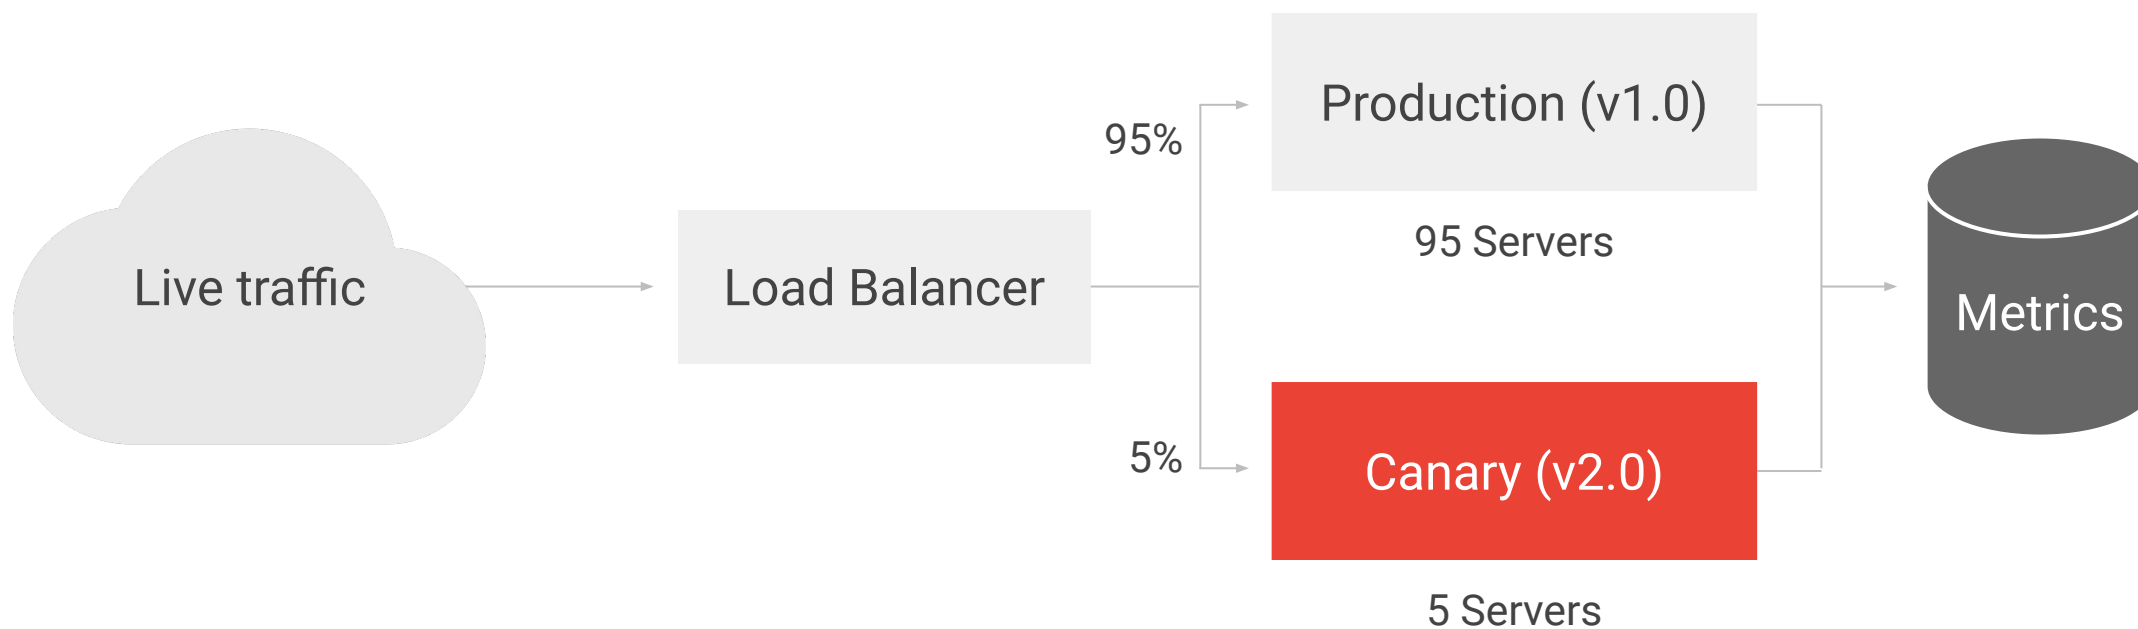 Live traffic
Load Balancer
95%
5%
Production (v1.0)
95 Servers
Canary (v2.0)
5 Servers
Metrics